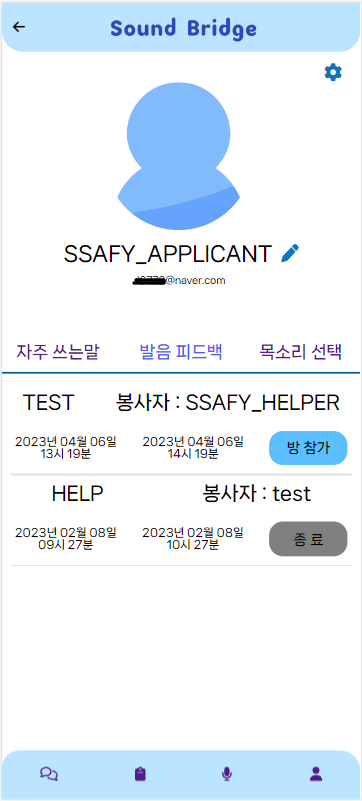 Sound Bridge
SSAFY_APPLICANT
@naver.com
자주 쓰는말 발음 피드백 목소리 선택
TEST 봉사자 : SSAFY_HELPER
2023년 04월 06일 2023년 04월 06일 방 참가
13시 19분 14시 19분
HELP 봉사자 : test
2023년 02월 08일 2023년 02월 08일 종 료
09시 27분 10시 27분